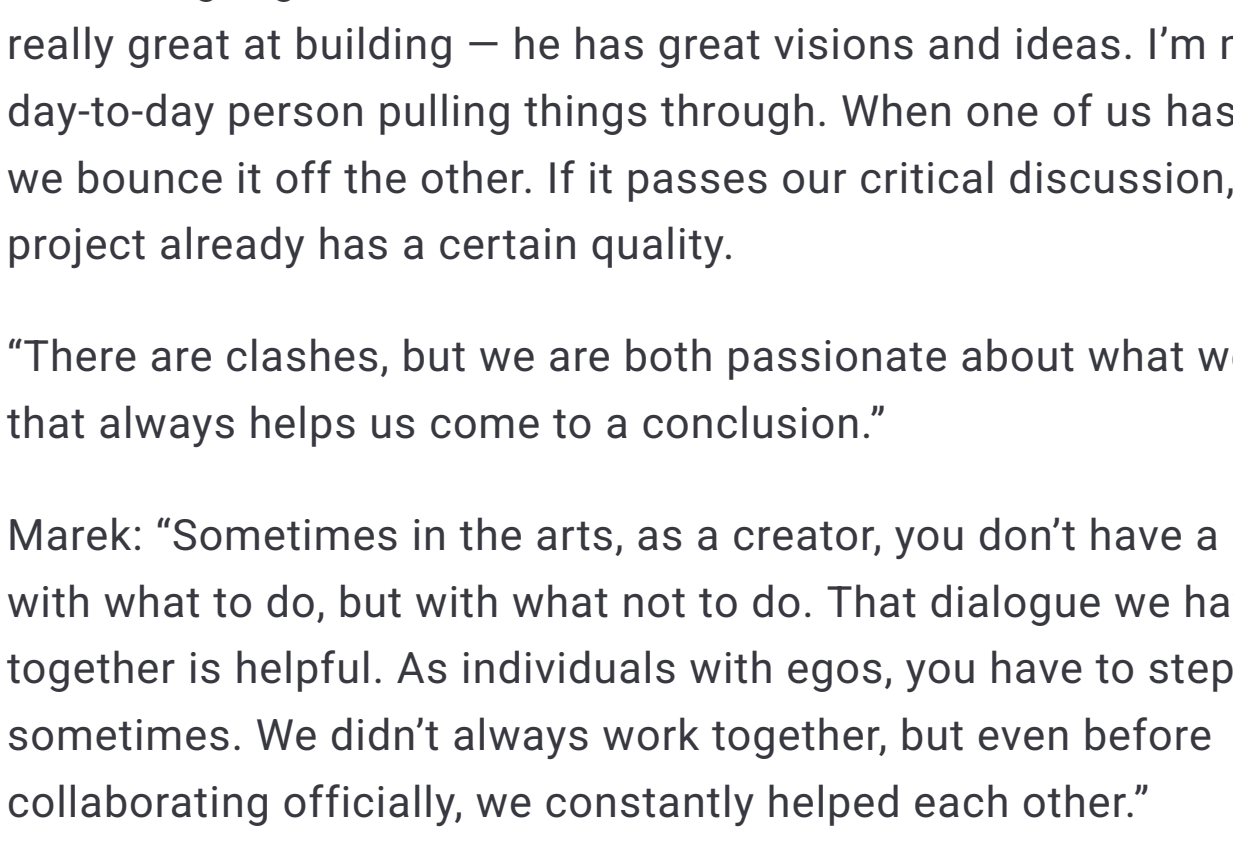 really great at building — he has great visions and ideas. I’m
day-to-day person pulling things through. When one of us has
we bounce it off the other. If it passes our critical discussion,
project already has a certain quality.
“There are clashes, but we are both passionate about what
that always helps us come to a conclusion.”
Marek: “Sometimes in the arts, as a creator, you don’t have a
with what to do, but with what not to do. That dialogue we
together is helpful. As individuals with egos, you have to step
sometimes. We didn’t always work together, but even before
collaborating officially, we constantly helped each other.”